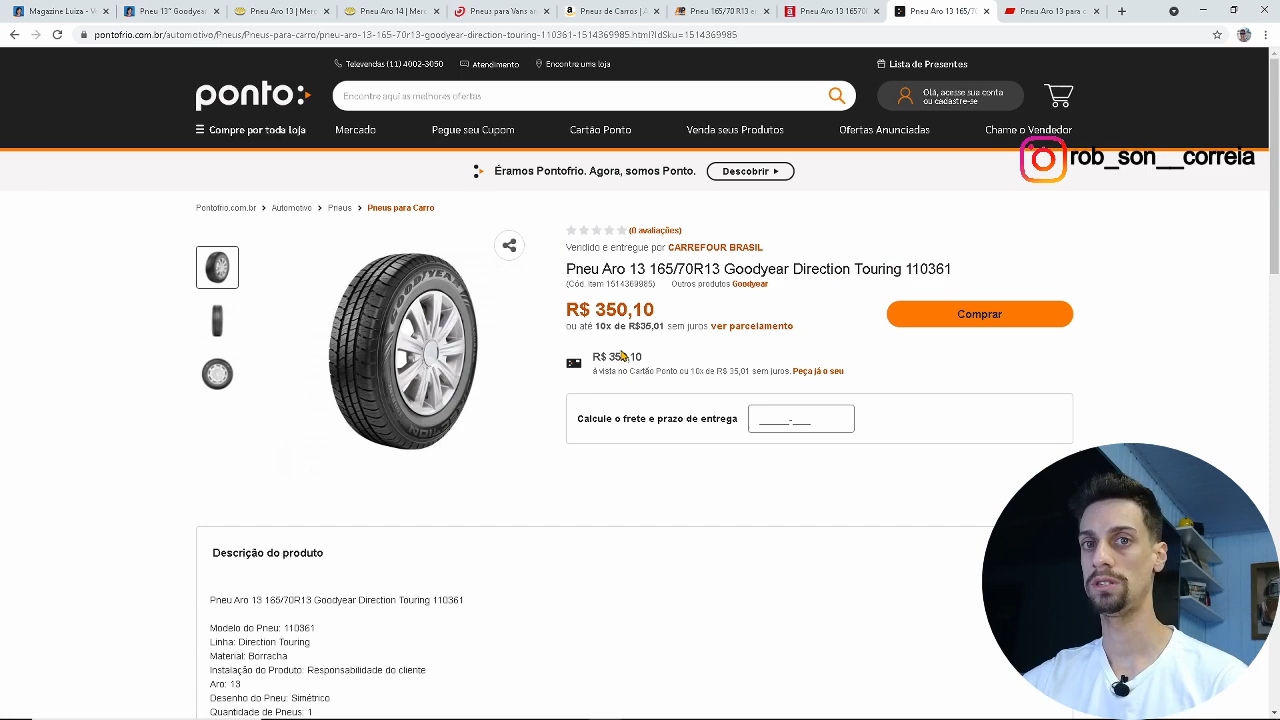 Magazine Luiza - V
Pneu 13" Goodyea
Pneu Aro 13 | Merc
Pneu Aro 14 | Merc
Pneus para Vans or
Pneus de Carros | A
Pneu 165/70 R13 e
Pneu Aro 13 165/70
Pneu Aro 13 para c
pontofrio.com.br/automotivo/Pneus/Pneus-para-carro/pneu-aro-13-165-70r13-goodyear-direction-touring-110361-1514369985.html?IdSku=1514369985
Televendas (11) 4002-3050 Atendimento Encontre uma loja
Lista de Presentes
ponto:
Encontre aqui as melhores ofertas
Olá, acesse sua conta
ou cadastre-se
Compre por toda loja Mercado Pegue seu Cupom Cartão Ponto Venda seus Produtos Ofertas Anunciadas Chame o Vendedor
rob_son__correia
Éramos Pontofrio. Agora, somos Ponto. Descobrir
Pontofrio.com.br > Automotivo > Pneus > Pneus para Carro
(0 avaliações)
Vendido e entregue por CARREFOUR BRASIL
Pneu Aro 13 165/70R13 Goodyear Direction Touring 110361
(Cód. Item 1514369985) Outros produtos Goodyear
R$ 350,10
ou até 10x de R$35,01 sem juros ver parcelamento
Comprar
R$ 350,10
à vista no Cartão Ponto ou 10x de R$ 35,01 sem juros. Peça já o seu
Calcule o frete e prazo de entrega
GOODYEAR
Descrição do produto
Pneu Aro 13 165/70R13 Goodyear Direction Touring 110361
Modelo do Pneu: 110361
Linha: Direction Touring
Material: Borracha
Instalação do Produto: Responsabilidade do cliente
Aro: 13
Desenho do Pneu: Simétrico
Quantidade de Pneus: 1